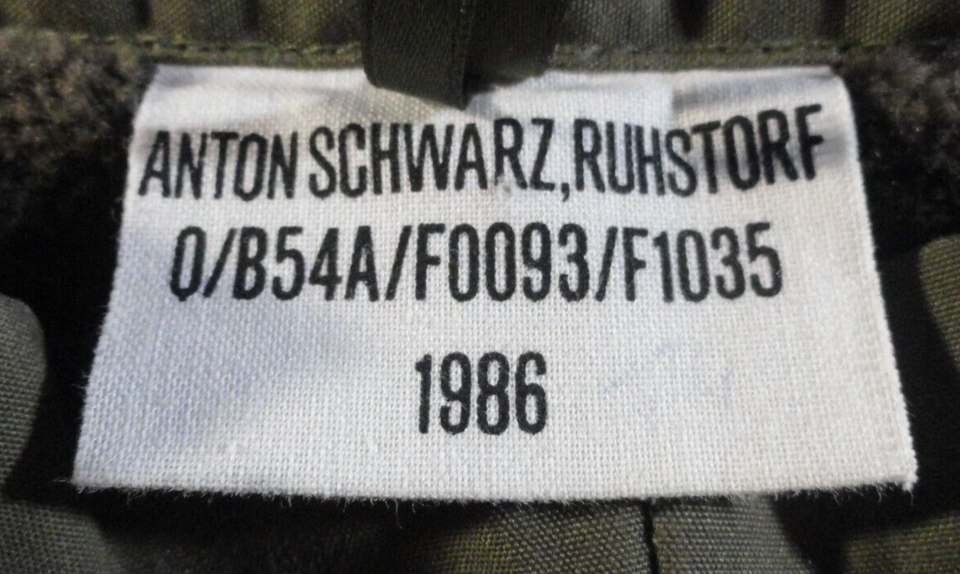 ANTON SCHWARZ, RUHSTORF
0/B54A/F0093/F1035
1986